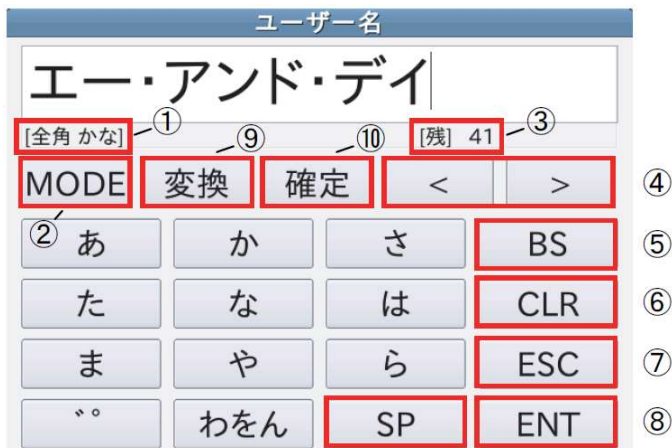 ユーザー名
エー・アンド・デイ
[全角 かな] ① ⑨ ⑩ [残] 41 ③
MODE 変換 確定 < > ④
② あ か さ BS ⑤
た な は CLR ⑥
ま や ら ESC ⑦
゛゜ わをん SP ENT ⑧